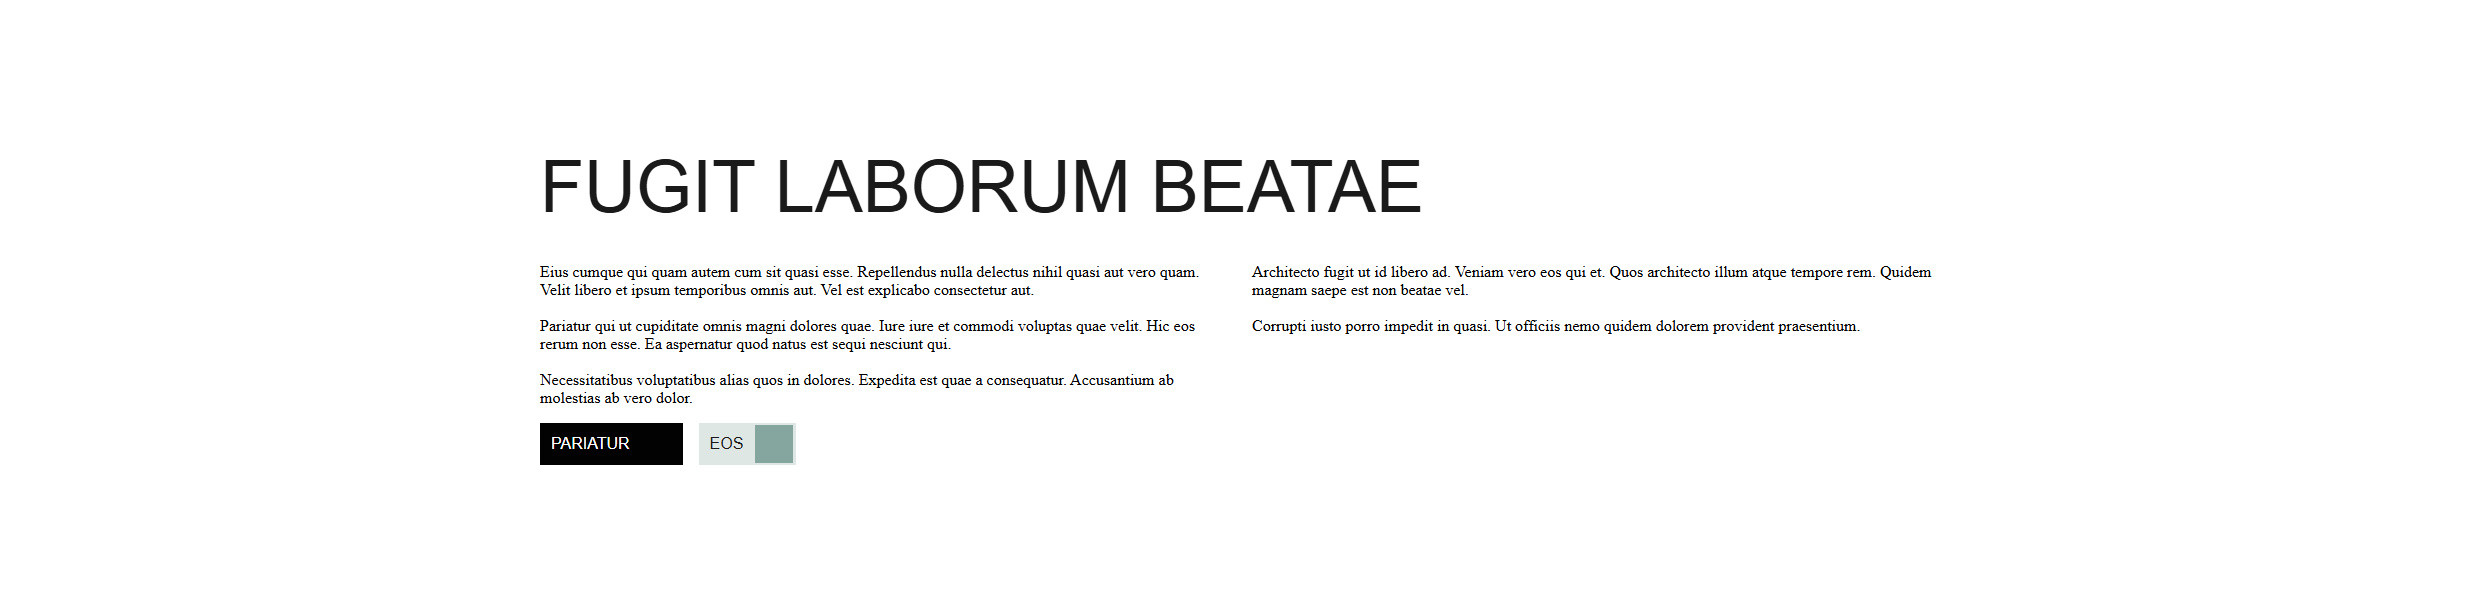 FUGIT LABORUM BEATAE
Eius cumque qui quam autem cum sit quasi esse. Repellendus nulla delectus nihil quasi aut vero quam.
Velit libero et ipsum temporibus omnis aut. Vel est explicabo consectetur aut.
Pariatur qui ut cupiditate omnis magni dolores quae. Iure iure et commodi voluptas quae velit. Hic eos
rerum non esse. Ea aspernatur quod natus est sequi nesciunt qui.
Necessitatibus voluptatibus alias quos in dolores. Expedita est quae a consequatur. Accusantium ab
molestias ab vero dolor.
PARIATUR
EOS
Architecto fugit ut id libero ad. Veniam vero eos qui et. Quos architecto illum atque tempore rem. Quidem
magnam saepe est non beatae vel.
Corrupti iusto porro impedit in quasi. Ut officiis nemo quidem dolorem provident praesentium.